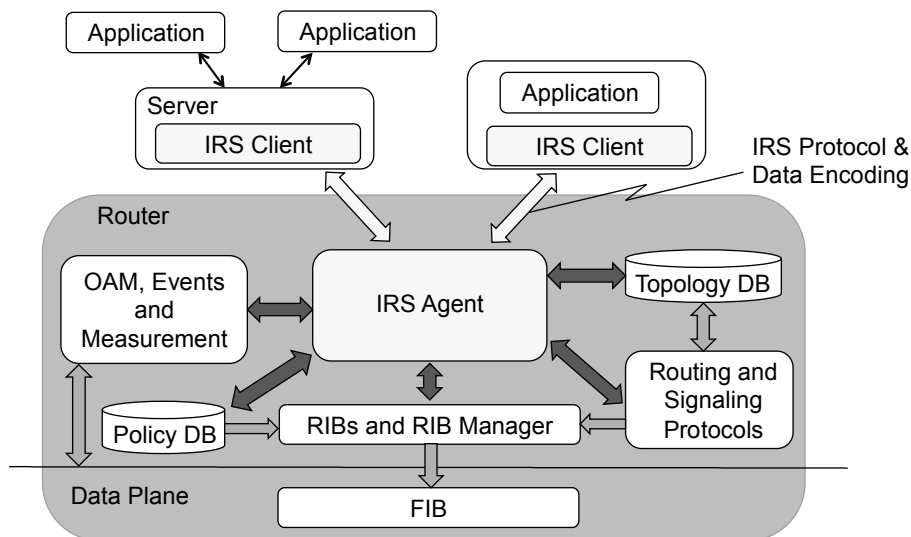 Application
Application
Server
IRS Client
Application
IRS Client
IRS Protocol &
Data Encoding
Router
OAM, Events
and
Measurement
IRS Agent
Topology DB
Policy DB
RIBs and RIB Manager
Routing and
Signaling
Protocols
Data Plane
FIB